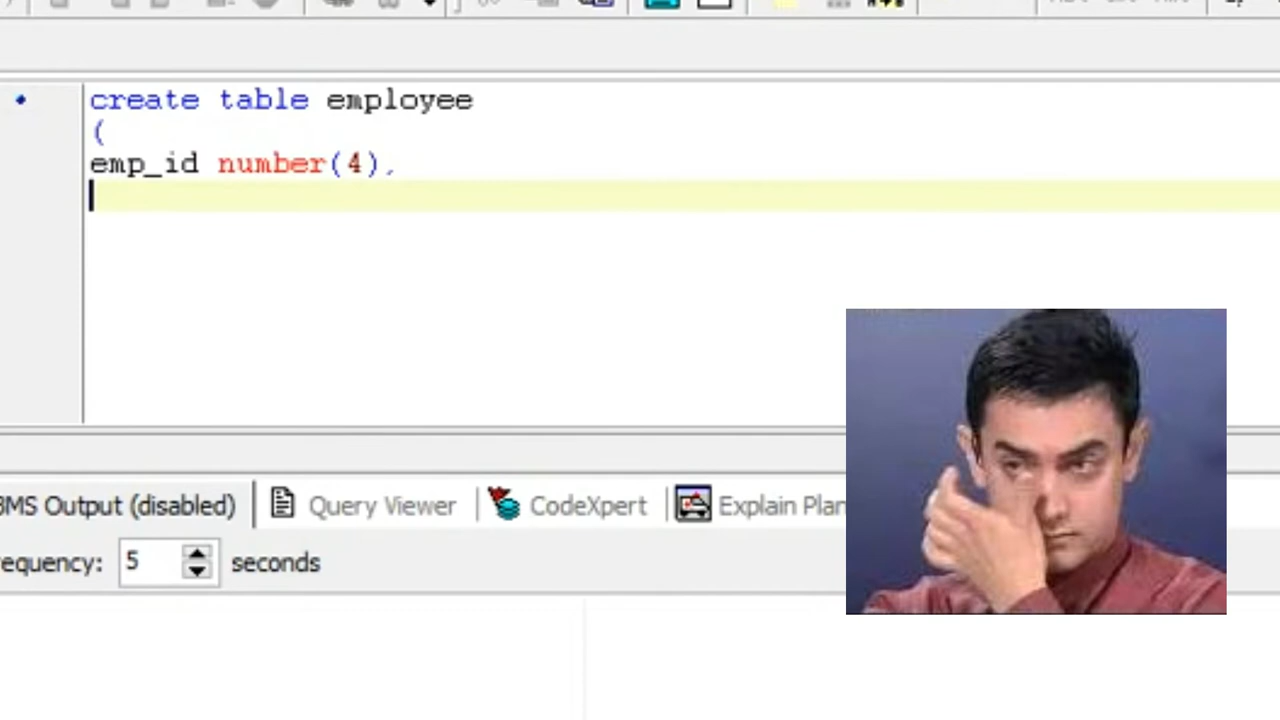 create table employee
(
emp_id number(4),
BMS Output (disabled) Query Viewer CodeXpert Explain Plan
equency: 5 seconds